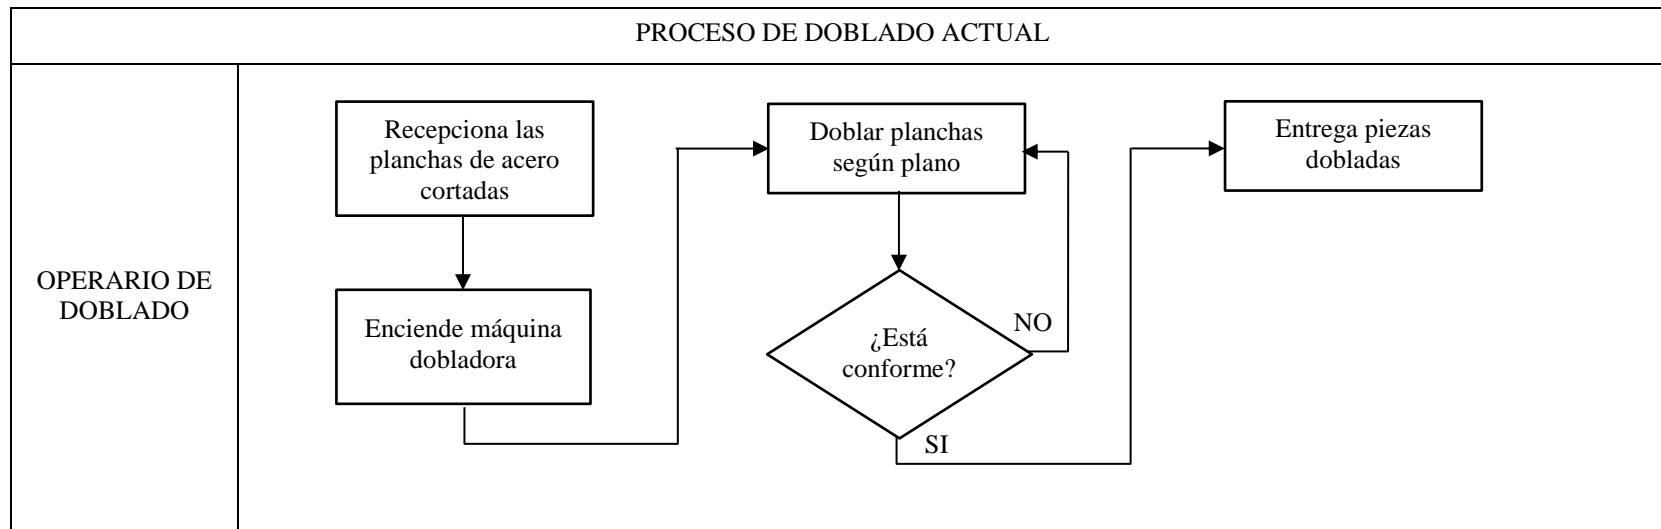 PROCESO DE DOBLADO ACTUAL
OPERARIO DE
DOBLADO
Recepciona las
planchas de acero
cortadas
Enciende máquina
dobladora
Doblar planchas
según plano
¿Está
conforme?
NO
SI
Entrega piezas
dobladas